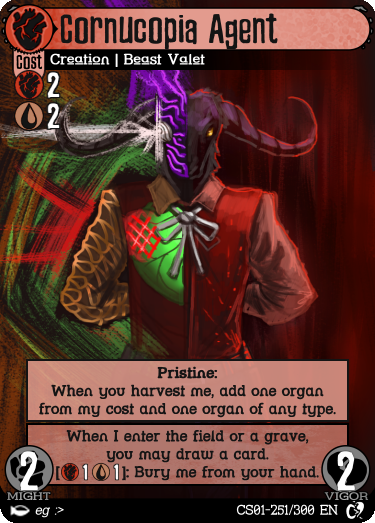 Cornucopia Agent
COST
Creation | Beast Valet
2
2
Pristine:
When you harvest me, add one organ
from my cost and one organ of any type.
When I enter the field or a grave,
you may draw a card.
[1 1]: Bury me from your hand.
2
2
MIGHT
VIGOR
eg :>
CS01-251/300 EN